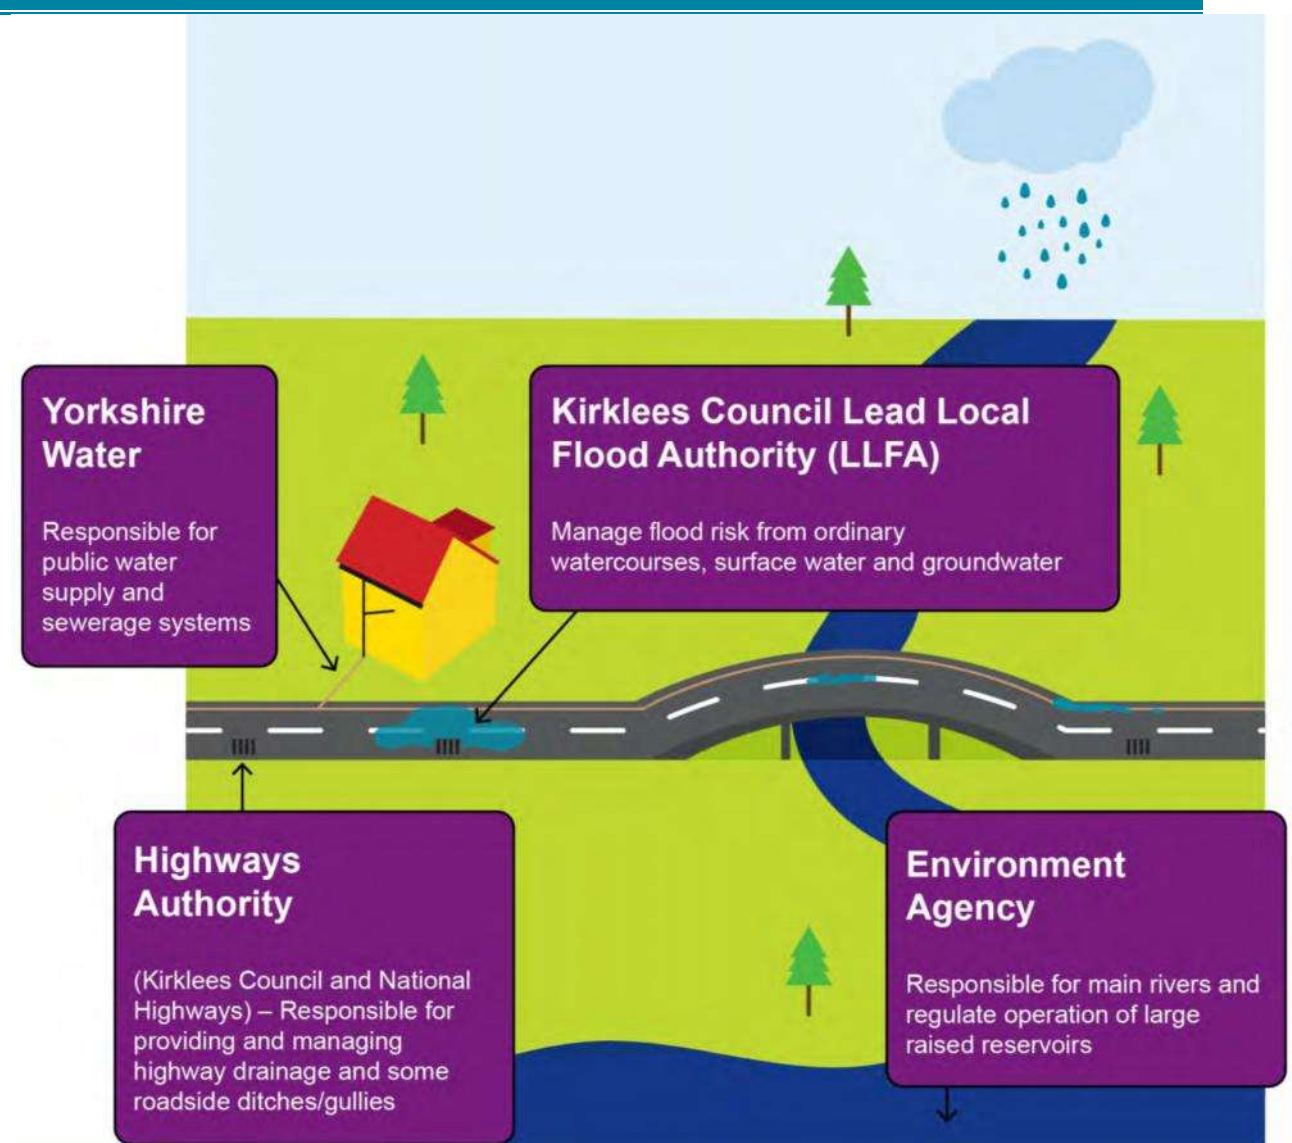 Yorkshire
Water
Responsible for
public water
supply and
sewerage systems
Kirklees Council Lead Local
Flood Authority (LLFA)
Manage flood risk from ordinary
watercourses, surface water and groundwater
Highways
Authority
(Kirklees Council and National
Highways) – Responsible for
providing and managing
highway drainage and some
roadside ditches/gullies
Environment
Agency
Responsible for main rivers and
regulate operation of large
raised reservoirs